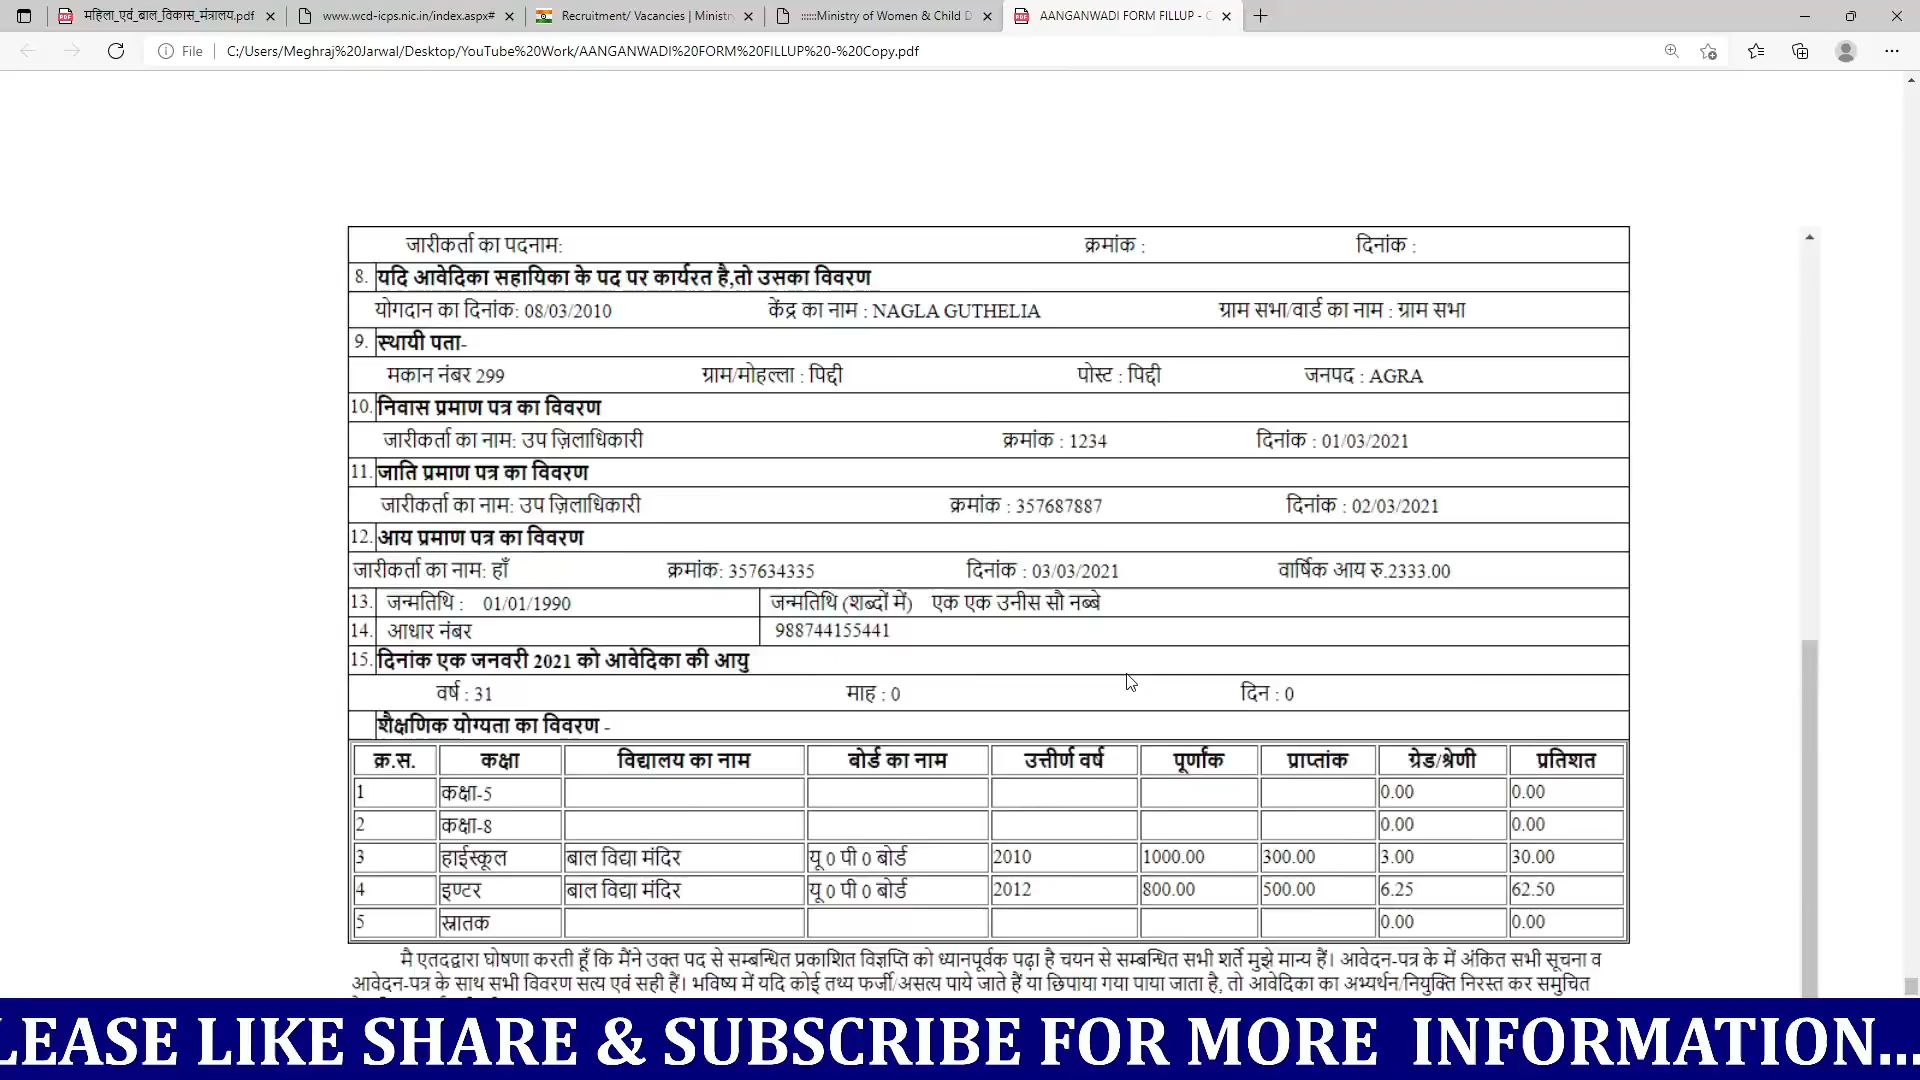 महिला_एवं_बाल_विकास_मंत्रालय.pdf
www.wcd-icps.nic.in/index.aspx#
Recruitment/ Vacancies | Ministr
::::::Ministry of Women & Child D
AANGANWADI FORM FILLUP - C
File
C:/Users/Meghraj%20Jarwal/Desktop/YouTube%20Work/AANGANWADI%20FORM%20FILLUP%20-%20Copy.pdf
जारीकर्ता का पदनाम: क्रमांक : दिनांक :
8. यदि आवेदिका सहायिका के पद पर कार्यरत है,तो उसका विवरण
योगदान का दिनांक: 08/03/2010 केंद्र का नाम : NAGLA GUTHELIA ग्राम सभा/वार्ड का नाम : ग्राम सभा
9. स्थायी पता-
मकान नंबर 299 ग्राम/मोहल्ला : पिद्दी पोस्ट : पिद्दी जनपद : AGRA
10. निवास प्रमाण पत्र का विवरण
जारीकर्ता का नाम: उप ज़िलाधिकारी क्रमांक : 1234 दिनांक : 01/03/2021
11. जाति प्रमाण पत्र का विवरण
जारीकर्ता का नाम: उप ज़िलाधिकारी क्रमांक : 357687887 दिनांक : 02/03/2021
12. आय प्रमाण पत्र का विवरण
जारीकर्ता का नाम: हाँ क्रमांक: 357634335 दिनांक : 03/03/2021 वार्षिक आय रु.2333.00
13. जन्मतिथि : 01/01/1990 जन्मतिथि (शब्दों में) एक एक उनीस सौ नब्बे
14. आधार नंबर 988744155441
15. दिनांक एक जनवरी 2021 को आवेदिका की आयु
वर्ष : 31 माह : 0 दिन : 0
शैक्षणिक योग्यता का विवरण -
क्र.स. कक्षा विद्यालय का नाम बोर्ड का नाम उत्तीर्ण वर्ष पूर्णांक प्राप्तांक ग्रेड/श्रेणी प्रतिशत
1 कक्षा-5 0.00 0.00
2 कक्षा-8 0.00 0.00
3 हाईस्कूल बाल विद्या मंदिर यू 0 पी 0 बोर्ड 2010 1000.00 300.00 3.00 30.00
4 इण्टर बाल विद्या मंदिर यू 0 पी 0 बोर्ड 2012 800.00 500.00 6.25 62.50
5 स्नातक 0.00 0.00
मै एतदद्वारा घोषणा करती हूँ कि मैंने उक्त पद से सम्बन्धित प्रकाशित विज्ञप्ति को ध्यानपूर्वक पढ़ा है चयन से सम्बन्धित सभी शर्ते मुझे मान्य हैं। आवेदन-पत्र के में अंकित सभी सूचना व
आवेदन-पत्र के साथ सभी विवरण सत्य एवं सही हैं। भविष्य में यदि कोई तथ्य फर्जी/असत्य पाये जाते हैं या छिपाया गया पाया जाता है, तो आवेदिका का अभ्यर्थन/नियुक्ति निरस्त कर समुचित
LEASE LIKE SHARE & SUBSCRIBE FOR MORE INFORMATION...